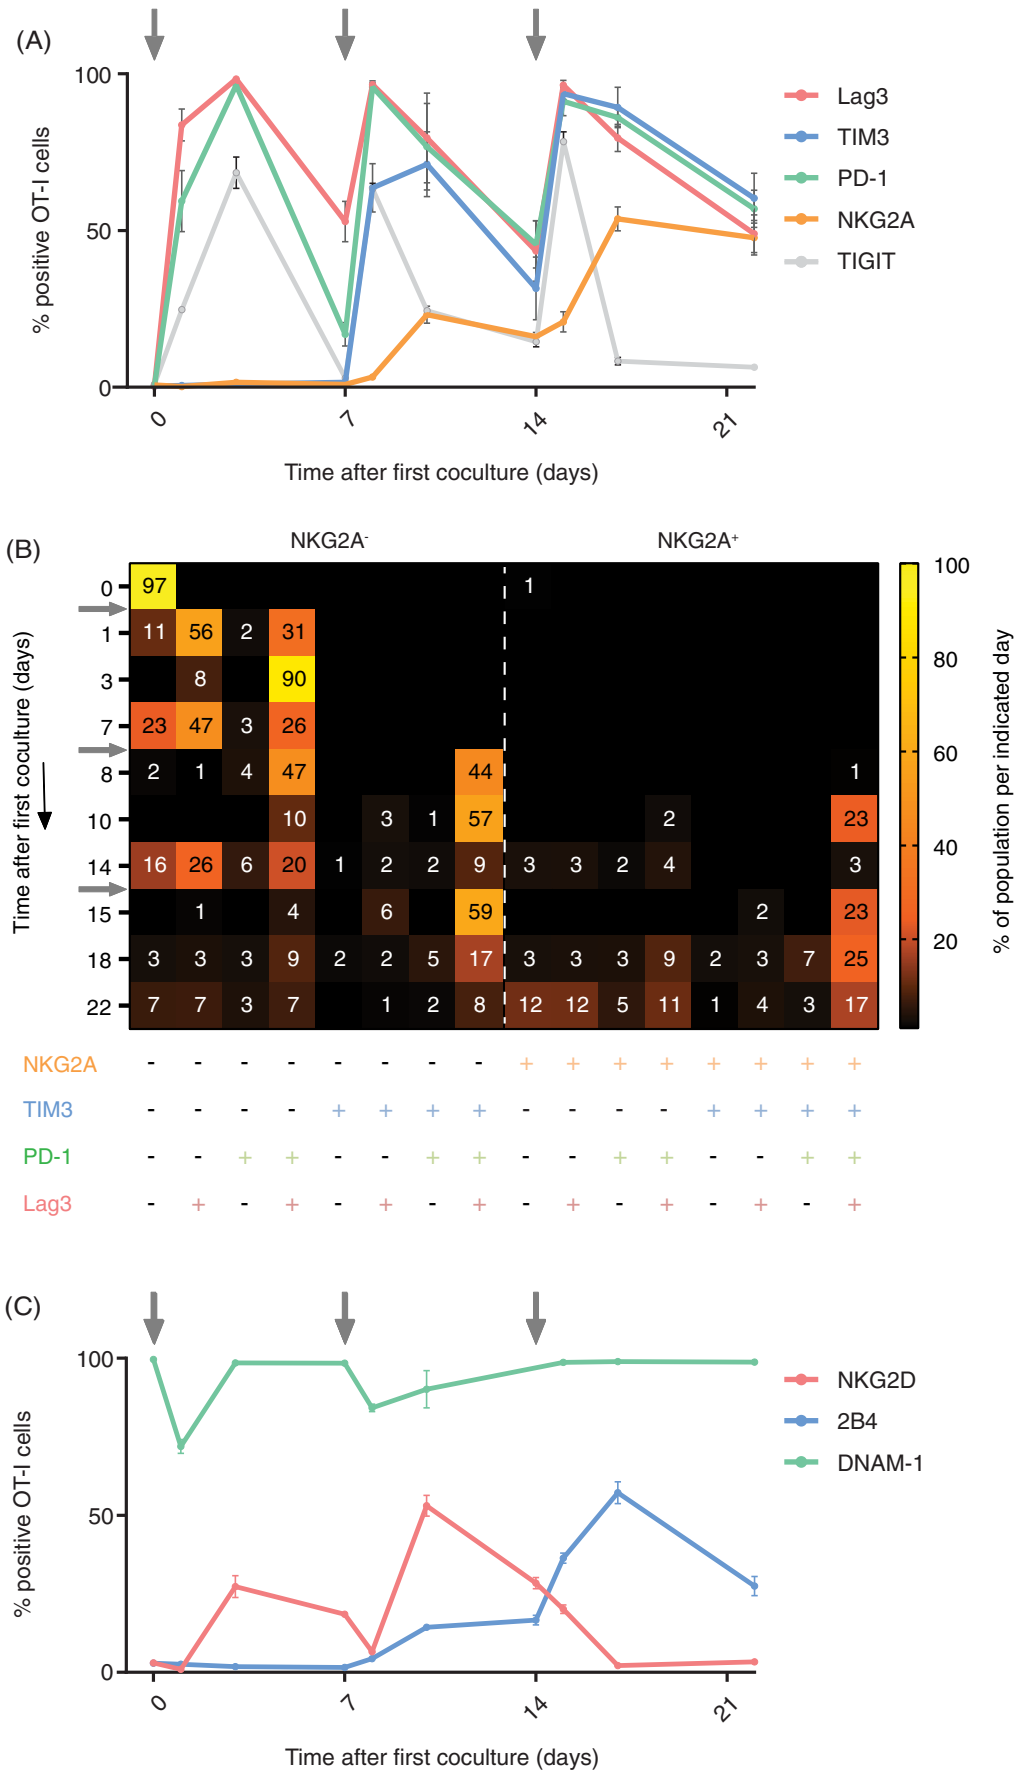 (A)
100
50
0
% positive OT-I cells
0 7 14 21
Time after first coculture (days)
Lag3
TIM3
PD-1
NKG2A
TIGIT
(B)
NKG2A-
NKG2A+
Time after first coculture (days)
0 97 1
1 11 56 2 31
3 8 90
7 23 47 3 26
8 2 1 4 47 44 1
10 10 3 1 57 2 23
14 16 26 6 20 1 2 2 9 3 3 2 4 3
15 1 4 6 59 2 23
18 3 3 3 9 2 2 5 17 3 3 3 9 2 3 7 25
22 7 7 3 7 1 2 8 12 12 5 11 1 4 3 17
100
80
60
40
20
% of population per indicated day
NKG2A - - - - - - - - + + + + + + + +
TIM3 - - - - + + + + - - - - + + + +
PD-1 - - + + - - + + - - + + - - + +
Lag3 - + - + - + - + - + - + - + - +
(C)
100
50
0
% positive OT-I cells
0 7 14 21
Time after first coculture (days)
NKG2D
2B4
DNAM-1